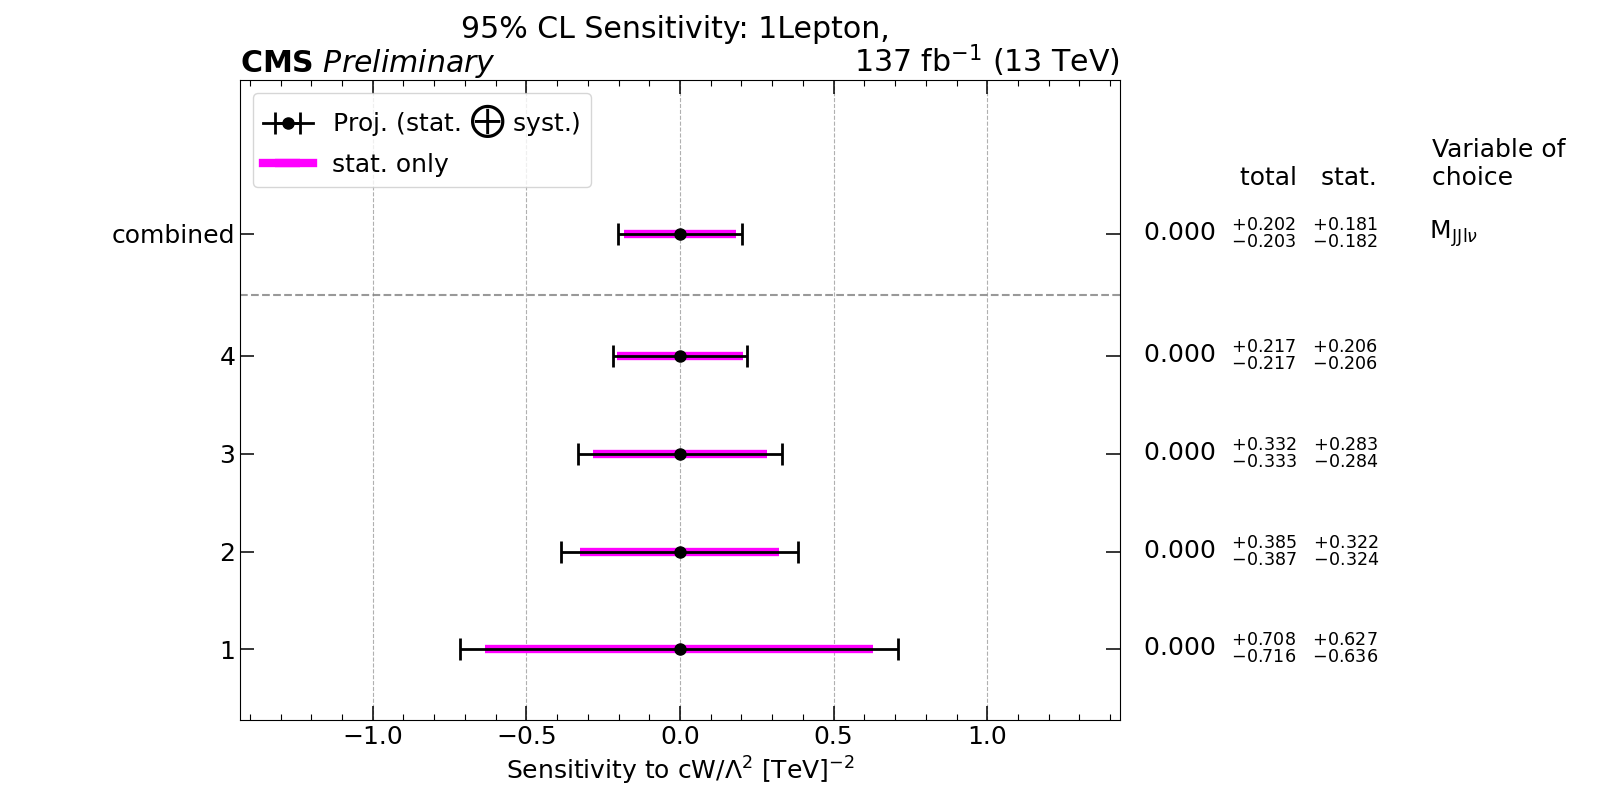 95% CL Sensitivity: 1Lepton,
CMS Preliminary 137 fb⁻¹ (13 TeV)
Proj. (stat. ⨁ syst.)
stat. only
Variable of
total stat. choice
combined 0.000 +0.202 −0.203 +0.181 −0.182 M_JJlν
4 0.000 +0.217 −0.217 +0.206 −0.206
3 0.000 +0.332 −0.333 +0.283 −0.284
2 0.000 +0.385 −0.387 +0.322 −0.324
1 0.000 +0.708 −0.716 +0.627 −0.636
−1.0 −0.5 0.0 0.5 1.0
Sensitivity to cW/Λ² [TeV]⁻²